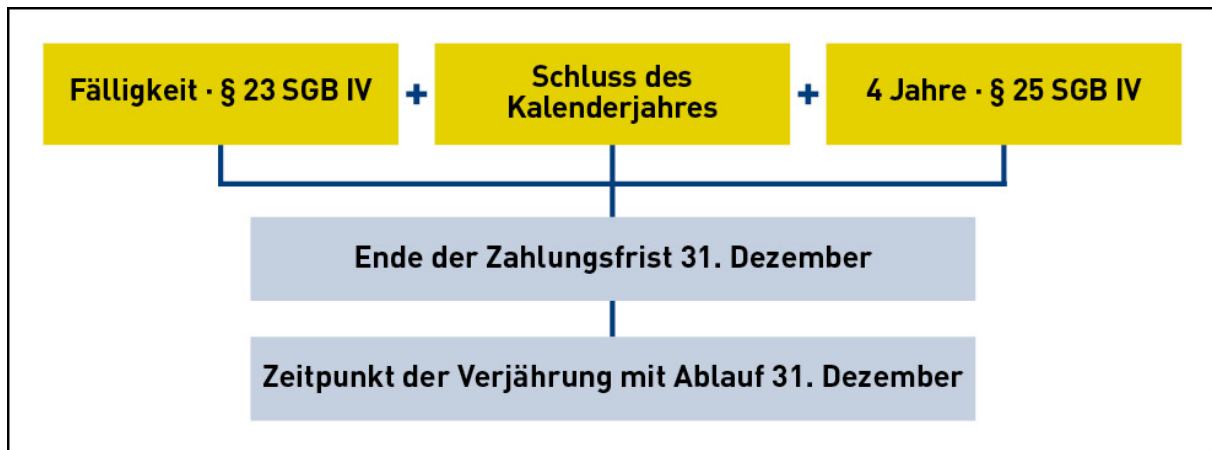 Fälligkeit · § 23 SGB IV
+
Schluss des
Kalenderjahres
+
4 Jahre · § 25 SGB IV
Ende der Zahlungsfrist 31. Dezember
Zeitpunkt der Verjährung mit Ablauf 31. Dezember